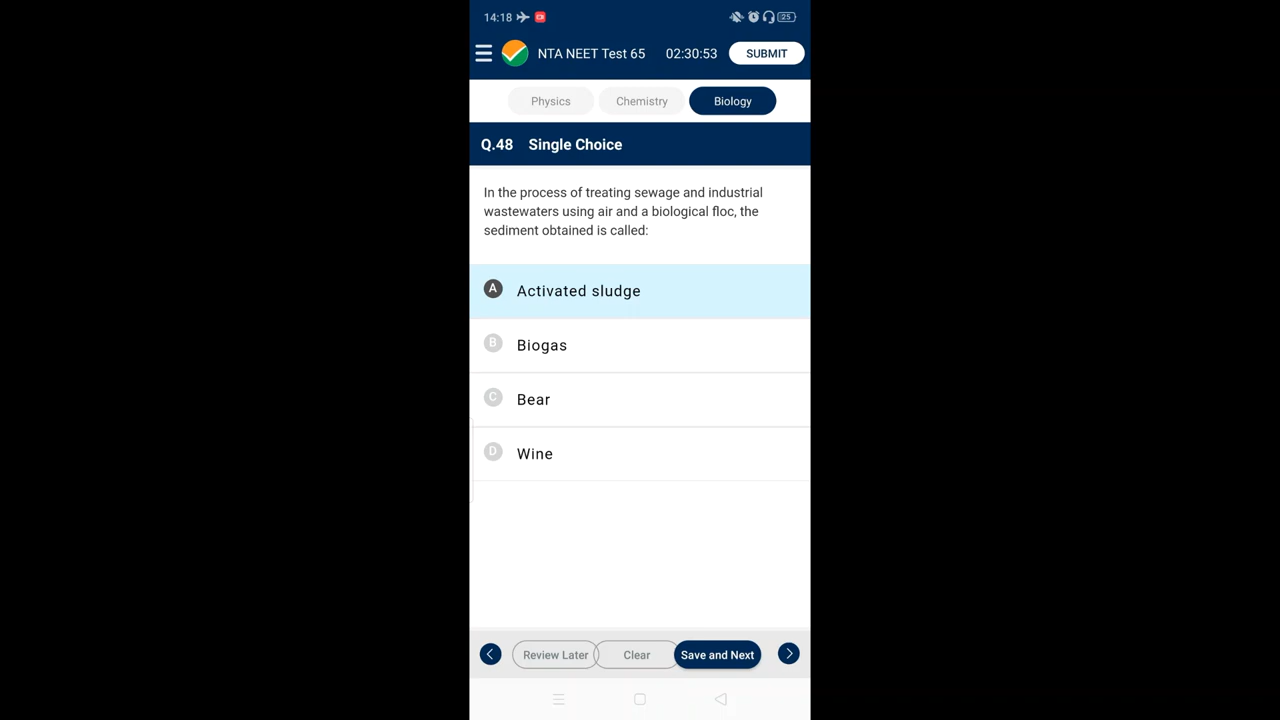 14:18 CR 25
NTA NEET Test 65 02:30:53 SUBMIT
Physics Chemistry Biology
Q.48 Single Choice
In the process of treating sewage and industrial
wastewaters using air and a biological floc, the
sediment obtained is called:
A Activated sludge
B Biogas
C Bear
D Wine
Review Later Clear Save and Next